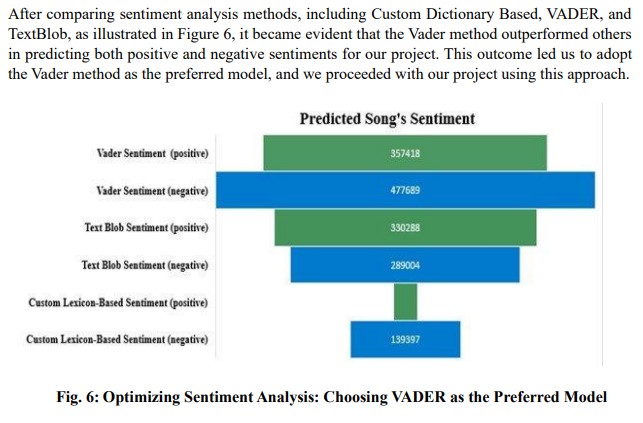 After comparing sentiment analysis methods, including Custom Dictionary Based, VADER, and
TextBlob, as illustrated in Figure 6, it became evident that the Vader method outperformed others
in predicting both positive and negative sentiments for our project. This outcome led us to adopt
the Vader method as the preferred model, and we proceeded with our project using this approach.
Predicted Song's Sentiment
Vader Sentiment (positive) 357418
Vader Sentiment (negative) 477689
Text Blob Sentiment (positive) 330288
Text Blob Sentiment (negative) 289004
Custom Lexicon-Based Sentiment (positive)
Custom Lexicon-Based Sentiment (negative) 139397
Fig. 6: Optimizing Sentiment Analysis: Choosing VADER as the Preferred Model